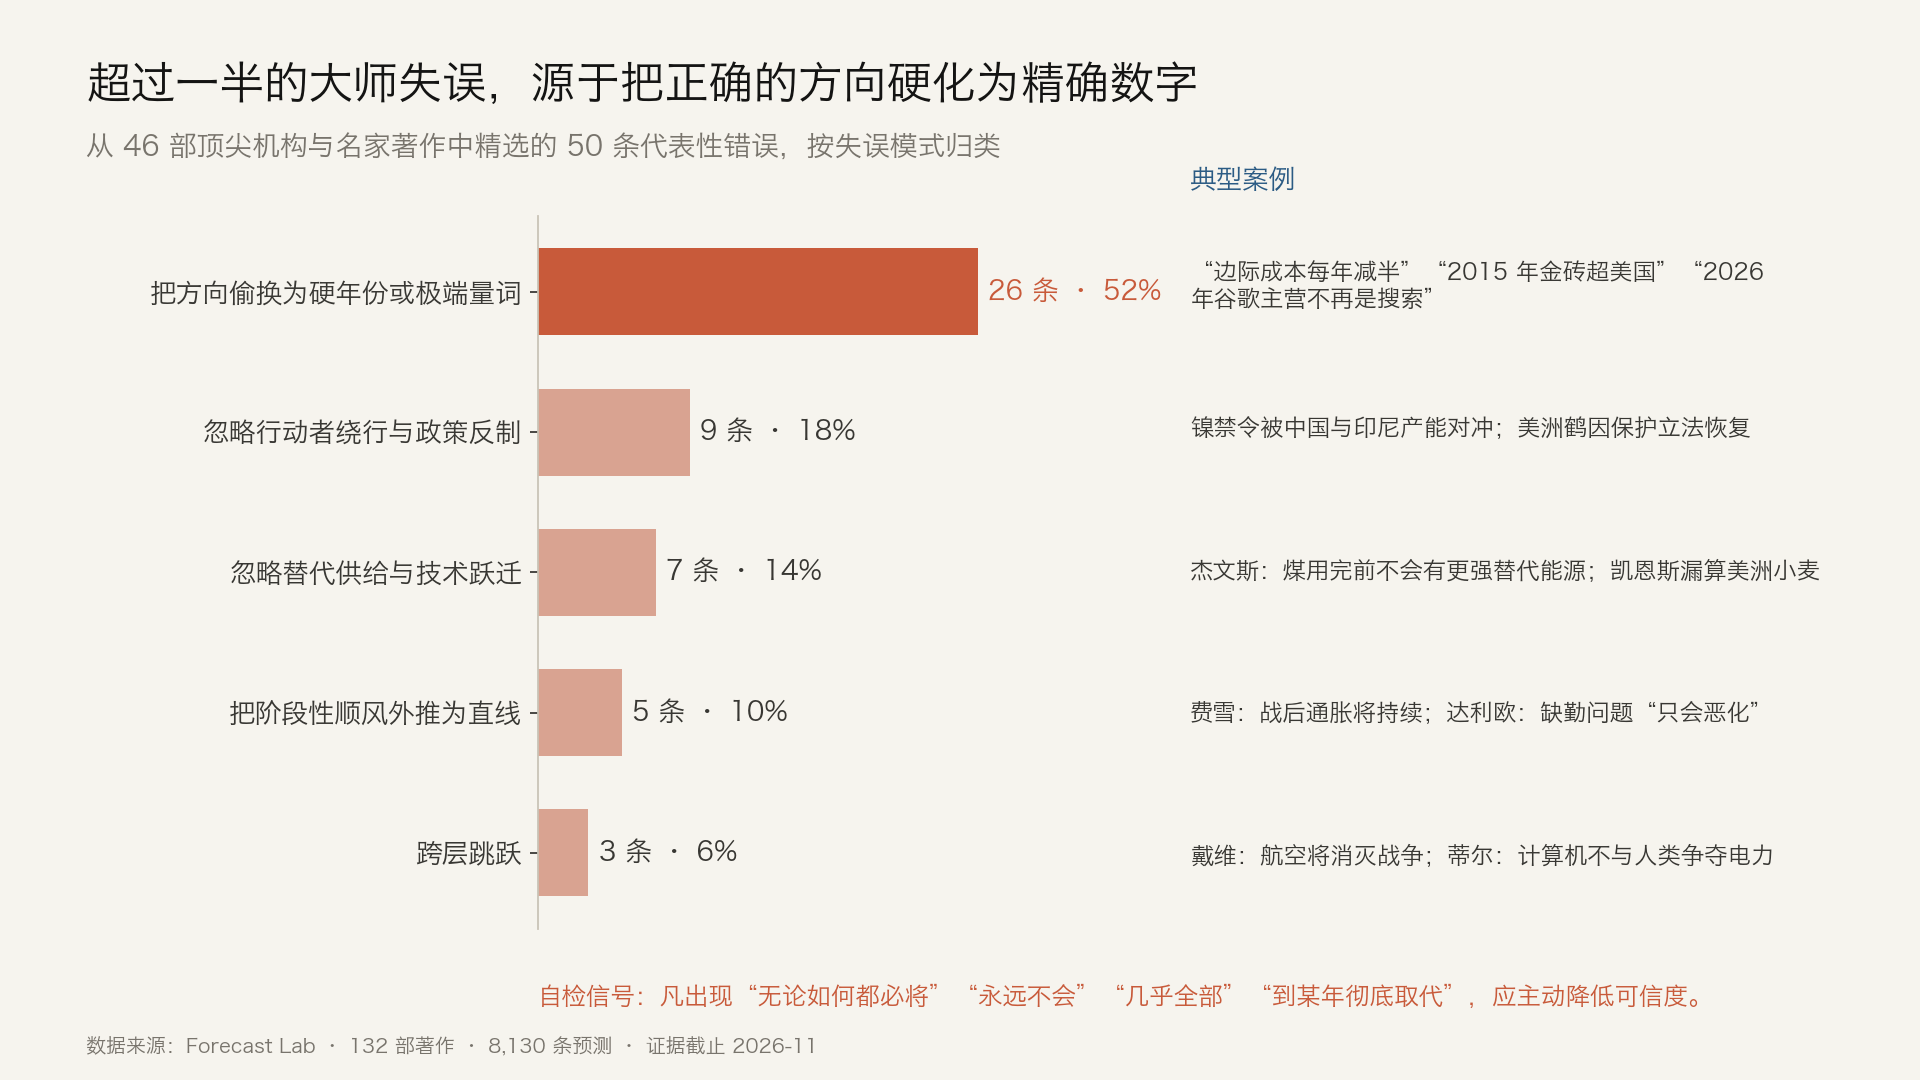 超过一半的大师失误，源于把正确的方向硬化为精确数字
从 46 部顶尖机构与名家著作中精选的 50 条代表性错误，按失误模式归类
典型案例
把方向偷换为硬年份或极端量词
26 条 · 52%
“边际成本每年减半” “2015 年金砖超美国” “2026
年谷歌主营不再是搜索”
忽略行动者绕行与政策反制
9 条 · 18%
镍禁令被中国与印尼产能对冲；美洲鹤因保护立法恢复
忽略替代供给与技术跃迁
7 条 · 14%
杰文斯：煤用完前不会有更强替代能源；凯恩斯漏算美洲小麦
把阶段性顺风外推为直线
5 条 · 10%
费雪：战后通胀将持续；达利欧：缺勤问题“只会恶化”
跨层跳跃
3 条 · 6%
戴维：航空将消灭战争；蒂尔：计算机不与人类争夺电力
自检信号：凡出现“无论如何都必将” “永远不会” “几乎全部” “到某年彻底取代”，应主动降低可信度。
数据来源：Forecast Lab · 132 部著作 · 8,130 条预测 · 证据截止 2026-11